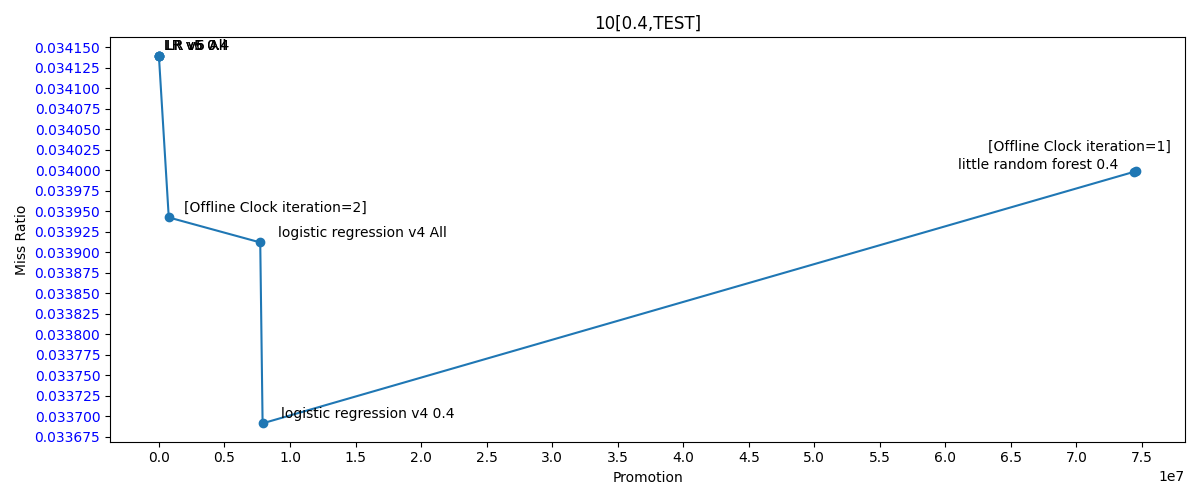 10[0.4,TEST]
0.034150
0.034125
0.034100
0.034075
0.034050
0.034025
0.034000
0.033975
0.033950
0.033925
0.033900
0.033875
0.033850
0.033825
0.033800
0.033775
0.033750
0.033725
0.033700
0.033675
Miss Ratio
[Offline Clock iteration=1]
little random forest 0.4
[Offline Clock iteration=2]
logistic regression v4 All
logistic regression v4 0.4
0.0 0.5 1.0 1.5 2.0 2.5 3.0 3.5 4.0 4.5 5.0 5.5 6.0 6.5 7.0 7.5
1e7
Promotion